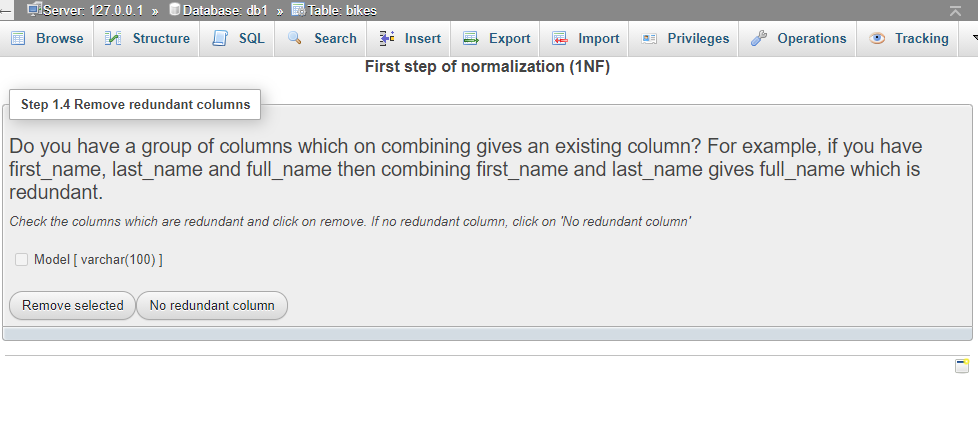 Server: 127.0.0.1 » Database: db1 » Table: bikes
Browse Structure SQL Search Insert Export Import Privileges Operations Tracking
First step of normalization (1NF)
Step 1.4 Remove redundant columns
Do you have a group of columns which on combining gives an existing column? For example, if you have
first_name, last_name and full_name then combining first_name and last_name gives full_name which is
redundant.
Check the columns which are redundant and click on remove. If no redundant column, click on 'No redundant column'
Model [ varchar(100) ]
Remove selected No redundant column